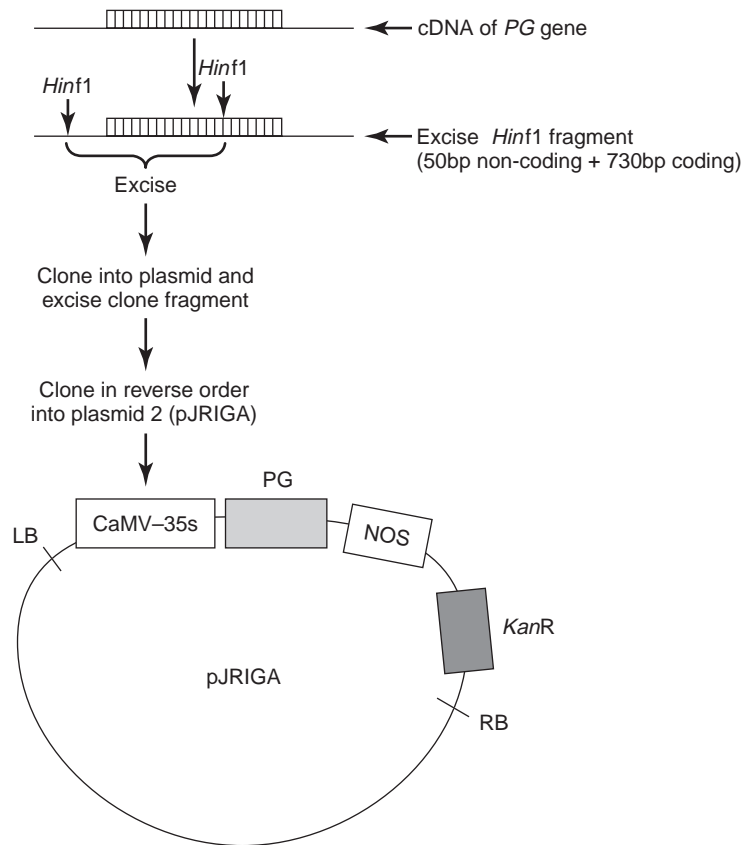 cDNA of PG gene
Hinf1
Hinf1
Excise Hinf1 fragment
(50bp non-coding + 730bp coding)
Excise
Clone into plasmid and
excise clone fragment
Clone in reverse order
into plasmid 2 (pJRIGA)
PG
CaMV–35s
NOS
LB
KanR
pJRIGA
RB